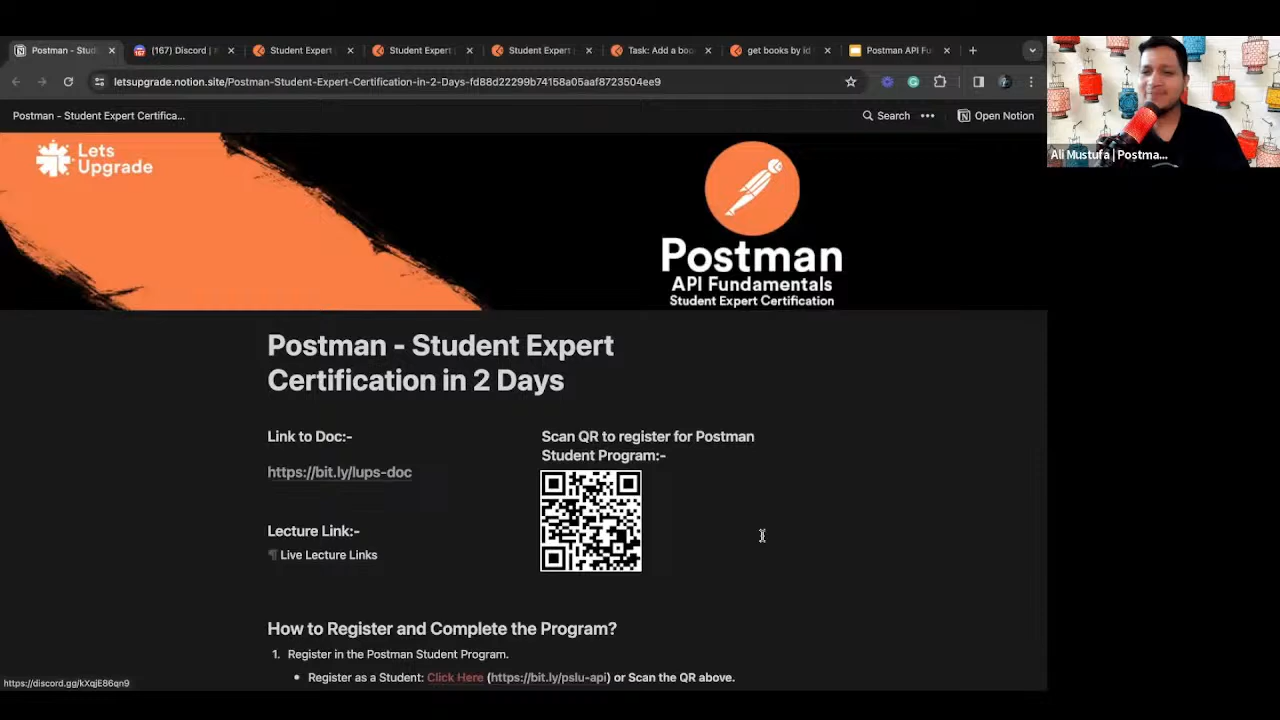 Postman - Stud
(167) Discord |
Student Expert
Student Expert
Student Expert
Task: Add a boo
get books by id
Postman API Fu
letsupgrade.notion.site/Postman-Student-Expert-Certification-in-2-Days-fd88d22299b74158a05aaf8723504ee9
Postman - Student Expert Certifica...
Search
Open Notion
Ali Mustufa | Postma...
Lets
Upgrade
Postman
API Fundamentals
Student Expert Certification
Postman - Student Expert
Certification in 2 Days
Link to Doc:-
https://bit.ly/lups-doc
Scan QR to register for Postman
Student Program:-
Lecture Link:-
¶ Live Lecture Links
How to Register and Complete the Program?
1. Register in the Postman Student Program.
• Register as a Student: Click Here (https://bit.ly/pslu-api) or Scan the QR above.
https://discord.gg/kXqjE86qn9